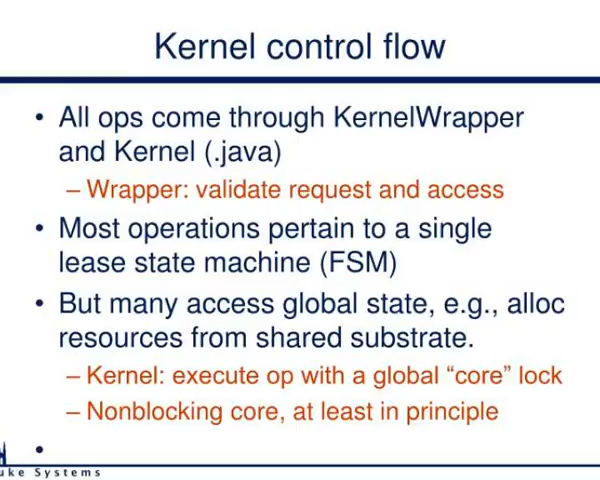 Kernel control flow
• All ops come through KernelWrapper
and Kernel (.java)
– Wrapper: validate request and access
• Most operations pertain to a single
lease state machine (FSM)
• But many access global state, e.g., alloc
resources from shared substrate.
– Kernel: execute op with a global “core” lock
– Nonblocking core, at least in principle
•
uke Systems